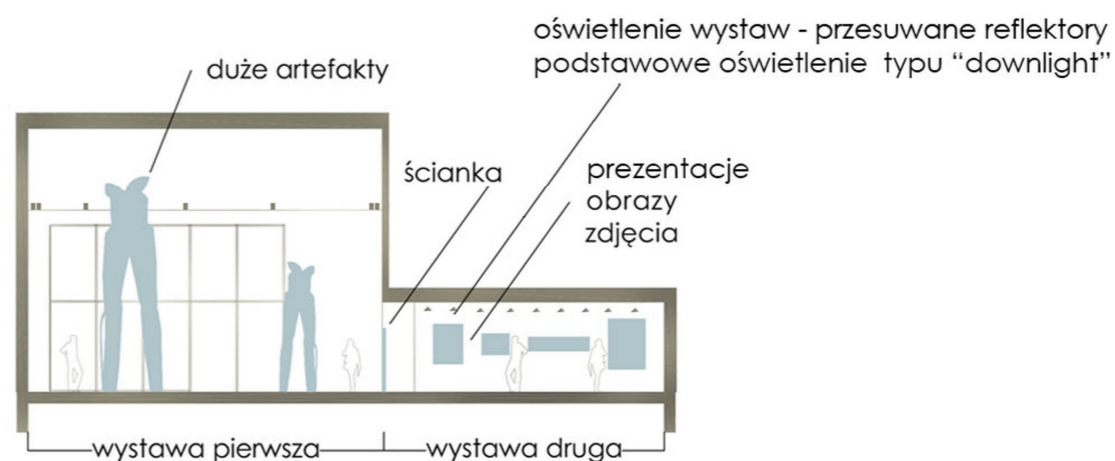 oświetlenie wystaw - przesuwane reflektory
podstawowe oświetlenie typu “downlight”
duże artefakty
ścianka
prezentacje
obrazy
zdjęcia
wystawa pierwsza
wystawa druga